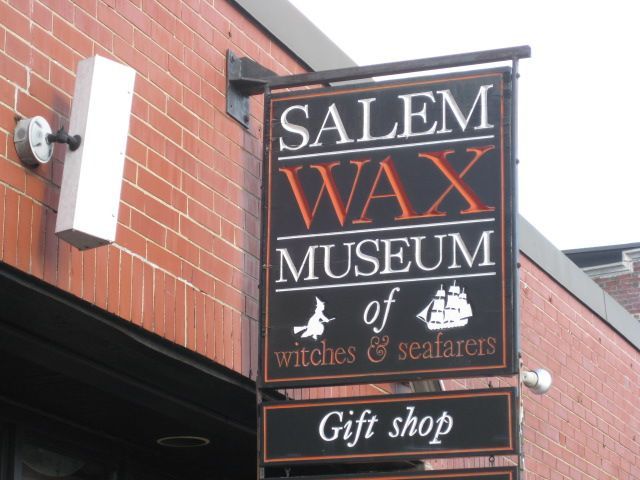 SALEM
WAX
MUSEUM
of
witches & seafarers
Gift shop